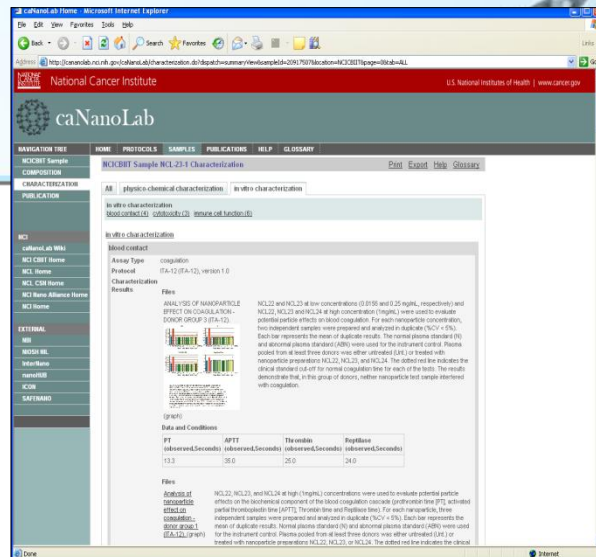 caNanoLab Home - Microsoft Internet Explorer
File Edit View Favorites Tools Help
Back Search Favorites Links
Address http://cananolab.nci.nih.gov/caNanoLab/characterization.do?dispatch=summaryView&sampleId=20917507&location=NCICBIIT&page=0&tab=ALL Go
National Cancer Institute U.S. National Institutes of Health | www.cancer.gov
caNanoLab
NAVIGATION TREE HOME PROTOCOLS SAMPLES PUBLICATIONS HELP GLOSSARY
NCICBIIT Sample
COMPOSITION
CHARACTERIZATION
PUBLICATION
NCI
caNanoLab Wiki
NCI CBIIT Home
NCL Home
NCL CSN Home
NCI Nano Alliance Home
NCI Home
EXTERNAL
NBI
NIOSH NIL
InterNano
nanoHUB
ICON
SAFENANO
NCICBIIT Sample NCL-23-1 Characterization Print Export Help Glossary
All physico-chemical characterization in vitro characterization
in vitro characterization
blood contact (4) cytotoxicity (3) immune cell function (6)
in vitro characterization
blood contact
Assay Type coagulation
Protocol ITA-12 (ITA-12), version 1.0
Characterization
Results
Files
ANALYSIS OF NANOPARTICLE
EFFECT ON COAGULATION -
DONOR GROUP 3 (ITA-12)
(graph)
NCL22 and NCL23 at low concentrations (0.0156 and 0.25 mg/mL, respectively) and
NCL22, NCL23 and NCL24 at high concentration (1mg/mL) were used to evaluate
potential particle effects on blood coagulation. For each nanoparticle concentration,
two independent samples were prepared and analyzed in duplicate (%CV < 5%).
Each bar represents the mean of duplicate results. The normal plasma standard (N)
and abnormal plasma standard (ABN) were used for the instrument control. Plasma
pooled from at least three donors was either untreated (Unt.) or treated with
nanoparticle preparations NCL22, NCL23, or NCL24. The dotted red line indicates the
clinical standard cut-off for normal coagulation time for each of the tests. The results
demonstrate that, in this group of donors, neither nanoparticle test sample interfered
with coagulation.
Data and Conditions
PT APTT Thrombin Reptilase
(observed,Seconds) (observed,Seconds) (observed,Seconds) (observed,Seconds)
13.3 35.0 25.0 24.0
Files
Analysis of
nanoparticle
effect on
coagulation -
donor group 1
(ITA-12) (graph)
NCL22, NCL23, and NCL24 at high (1mg/mL) concentrations were used to evaluate potential particle
effects on the biochemical component of the blood coagulation cascade (prothrombin time [PT]; activated
partial thromboplastin time [APTT]; Thrombin time and Reptilase time). For each nanoparticle, three
independent samples were prepared and analyzed in duplicate (%CV < 5%). Each bar represents the
mean of duplicate results. Normal plasma standard (N) and abnormal plasma standard (ABN) were used
for the instrument control. Plasma pooled from at least three donors was either untreated (Unt.) or
treated with nanoparticle preparations NCL22, NCL23, or NCL24. The dotted red line indicates the clinical
Done Internet